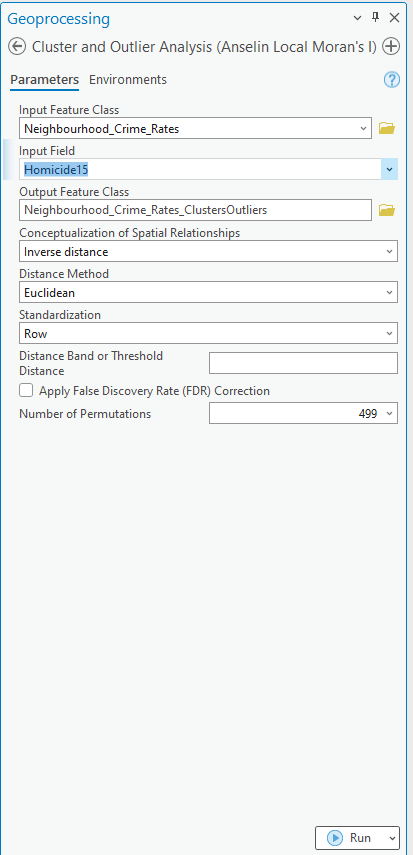 Geoprocessing
Cluster and Outlier Analysis (Anselin Local Moran's I)
Parameters Environments
Input Feature Class
Neighbourhood_Crime_Rates
Input Field
Homicide15
Output Feature Class
Neighbourhood_Crime_Rates_ClustersOutliers
Conceptualization of Spatial Relationships
Inverse distance
Distance Method
Euclidean
Standardization
Row
Distance Band or Threshold
Distance
Apply False Discovery Rate (FDR) Correction
Number of Permutations 499
Run